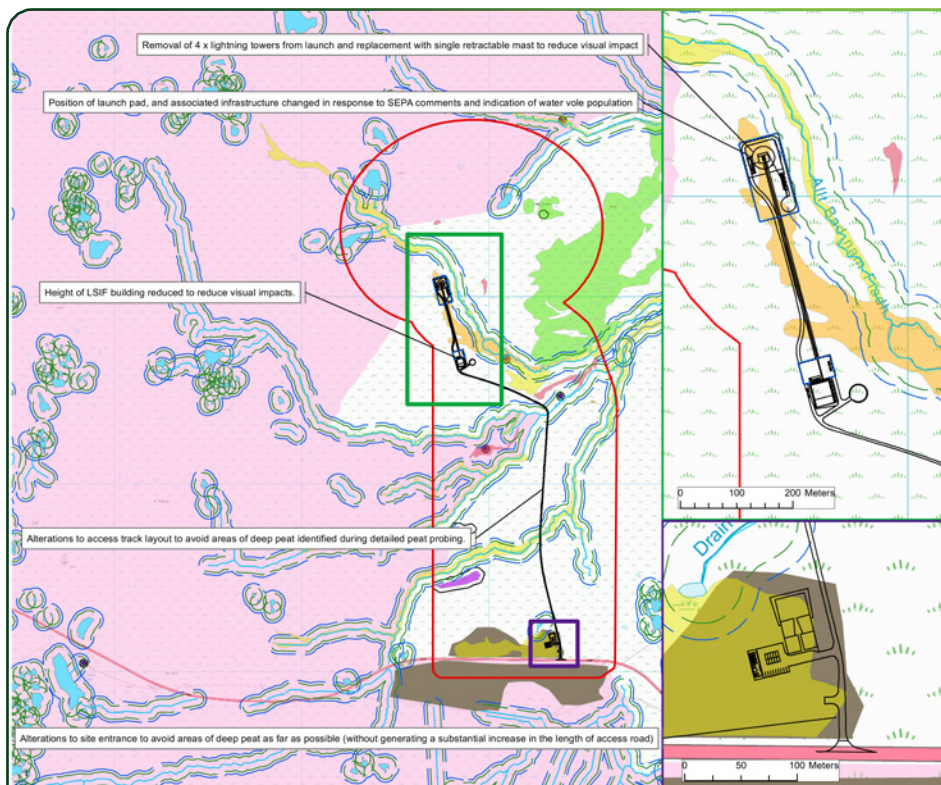 Removal of 4 x lightning towers from launch and replacement with single retractable mast to reduce visual impact
Position of launch pad, and associated infrastructure changed in response to SEPA comments and indication of water vole population
Height of LSIF building reduced to reduce visual impacts.
Alterations to access track layout to avoid areas of deep peat identified during detailed peat probing.
Alterations to site entrance to avoid areas of deep peat as far as possible (without generating a substantial increase in the length of access road)
0 100 200 Meters
Drain
0 50 100 Meters